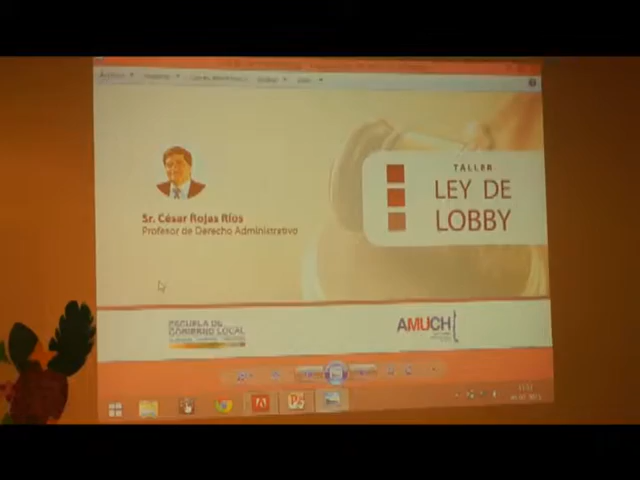 Sr. César Rojas Ríos
Profesor de Derecho Administrativo
TALLER
LEY DE
LOBBY
ESCUELA DE
GOBIERNO LOCAL
AMUCH